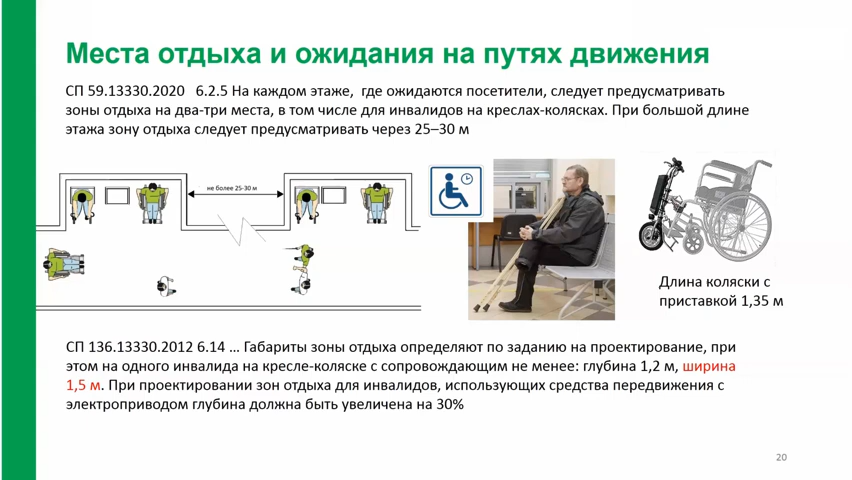 Места отдыха и ожидания на путях движения
СП 59.13330.2020 6.2.5 На каждом этаже, где ожидаются посетители, следует предусматривать
зоны отдыха на два-три места, в том числе для инвалидов на креслах-колясках. При большой длине
этажа зону отдыха следует предусматривать через 25–30 м
не более 25-30 м
Длина коляски с
приставкой 1,35 м
СП 136.13330.2012 6.14 … Габариты зоны отдыха определяют по заданию на проектирование, при
этом на одного инвалида на кресле-коляске с сопровождающим не менее: глубина 1,2 м, ширина
1,5 м. При проектировании зон отдыха для инвалидов, использующих средства передвижения с
электроприводом глубина должна быть увеличена на 30%
20